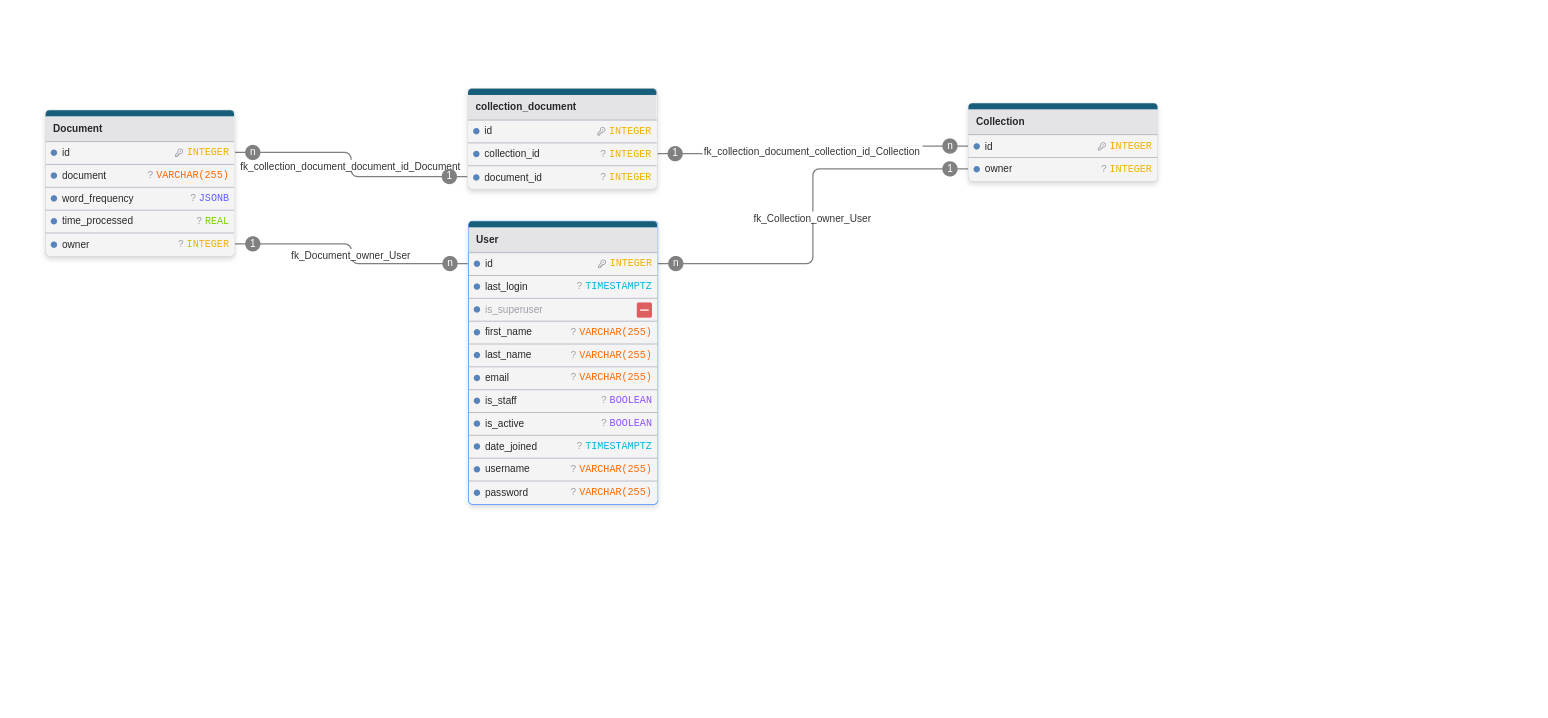 Document
id INTEGER
document ? VARCHAR(255)
word_frequency ? JSONB
time_processed ? REAL
owner ? INTEGER
n
fk_collection_document_document_id_Document
1
1
fk_Document_owner_User
n
collection_document
id INTEGER
collection_id ? INTEGER
document_id ? INTEGER
1
fk_collection_document_collection_id_Collection
n
User
id INTEGER
last_login ? TIMESTAMPTZ
is_superuser
first_name ? VARCHAR(255)
last_name ? VARCHAR(255)
email ? VARCHAR(255)
is_staff ? BOOLEAN
is_active ? BOOLEAN
date_joined ? TIMESTAMPTZ
username ? VARCHAR(255)
password ? VARCHAR(255)
n
fk_Collection_owner_User
1
Collection
id INTEGER
owner ? INTEGER